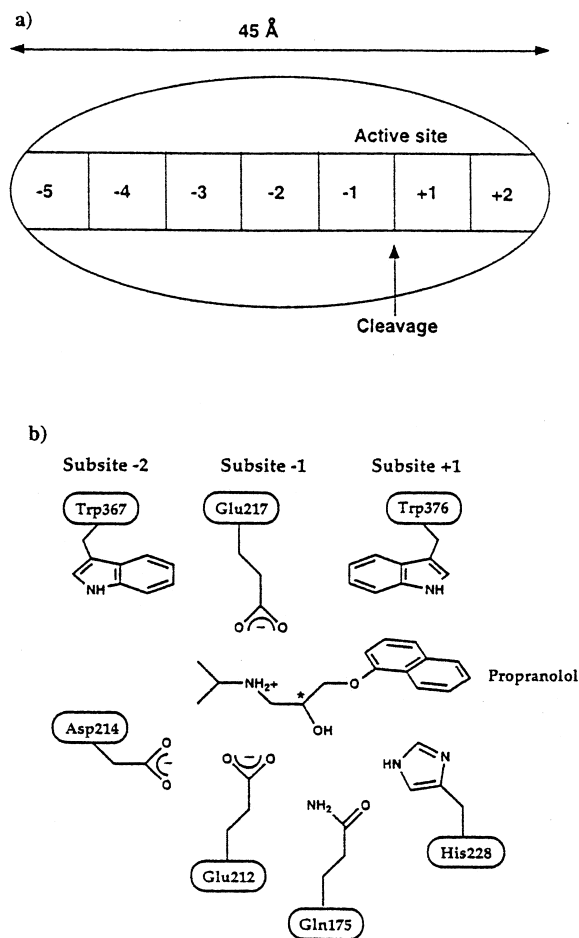 a)
45 Å
Active site
-5 -4 -3 -2 -1 +1 +2
Cleavage
b)
Subsite -2 Subsite -1 Subsite +1
Trp367 Glu217 Trp376
NH NH
O − O
NH₂+ * O Propranolol
OH
Asp214
O − O
O − O
HN N
NH₂ O
Glu212 His228
Gln175